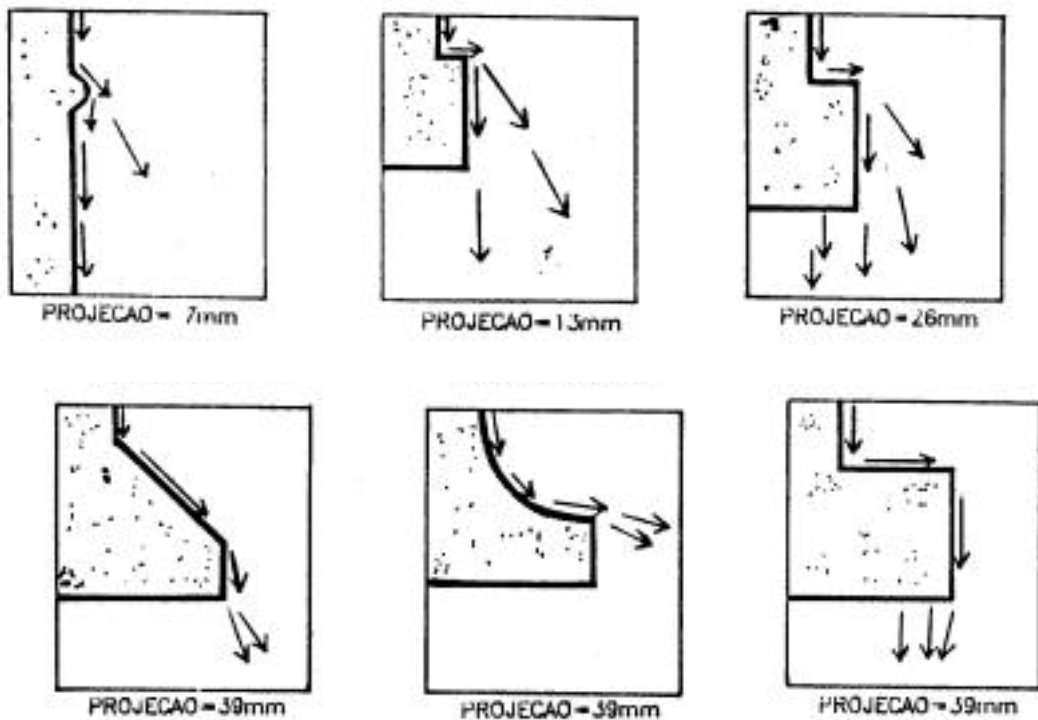 PROJECAO = 7mm
PROJECAO = 13mm
PROJECAO = 26mm
PROJECAO = 39mm
PROJECAO = 39mm
PROJECAO = 39mm